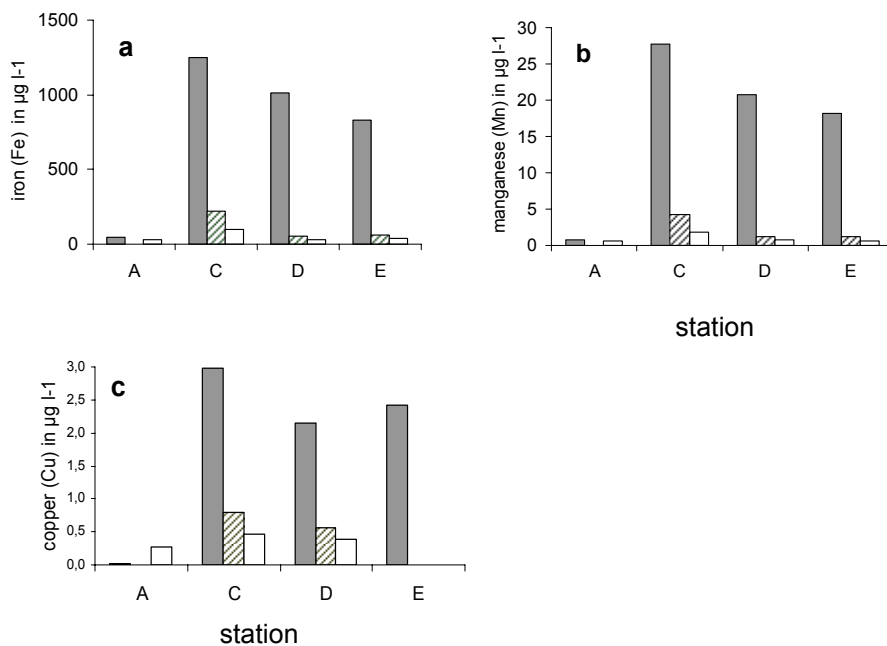 a
iron (Fe) in µg l-1
1500
1000
500
0
A C D E
b
manganese (Mn) in µg l-1
30
25
20
15
10
5
0
A C D E
station
c
copper (Cu) in µg l-1
3,0
2,5
2,0
1,5
1,0
0,5
0,0
A C D E
station